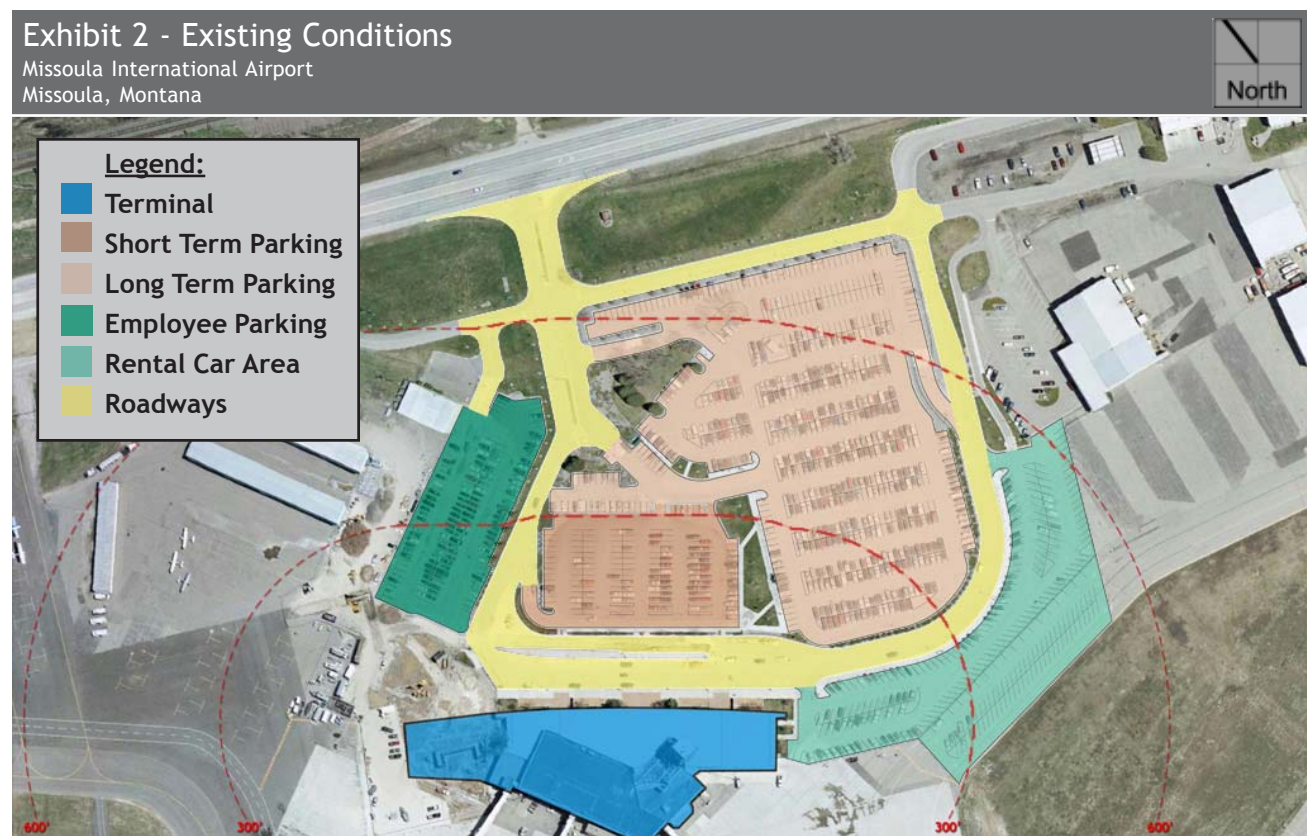 Exhibit 2 - Existing Conditions
Missoula International Airport
Missoula, Montana
North
Legend:
Terminal
Short Term Parking
Long Term Parking
Employee Parking
Rental Car Area
Roadways
600'
300'
300'
600'